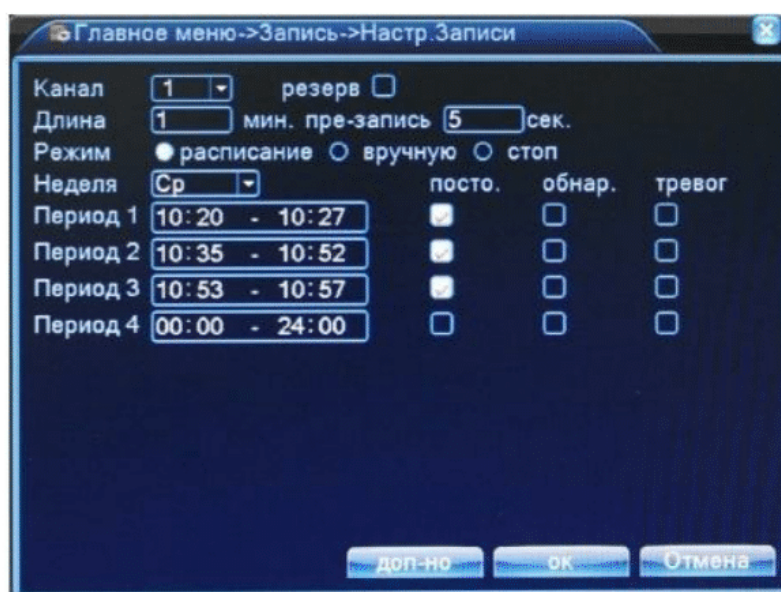 Главное меню->Запись->Настр.Записи
Канал 1 резерв
Длина 1 мин. пре-запись 5 сек.
Режим расписание вручную стоп
Неделя Ср посто. обнар. тревог
Период 1 10:20 - 10:27
Период 2 10:35 - 10:52
Период 3 10:53 - 10:57
Период 4 00:00 - 24:00
доп-но ок Отмена